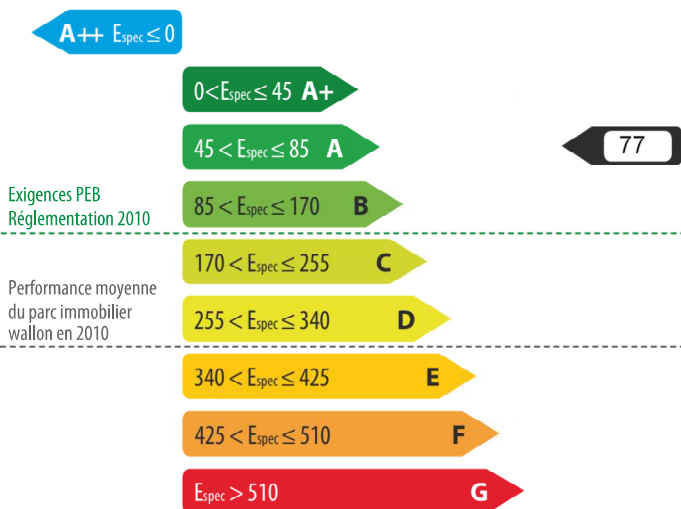 A++ Espec ≤ 0
0 < Espec ≤ 45 A+
45 < Espec ≤ 85 A
77
85 < Espec ≤ 170 B
Exigences PEB
Réglementation 2010
170 < Espec ≤ 255 C
Performance moyenne
du parc immobilier
wallon en 2010
255 < Espec ≤ 340 D
340 < Espec ≤ 425 E
425 < Espec ≤ 510 F
Espec > 510 G